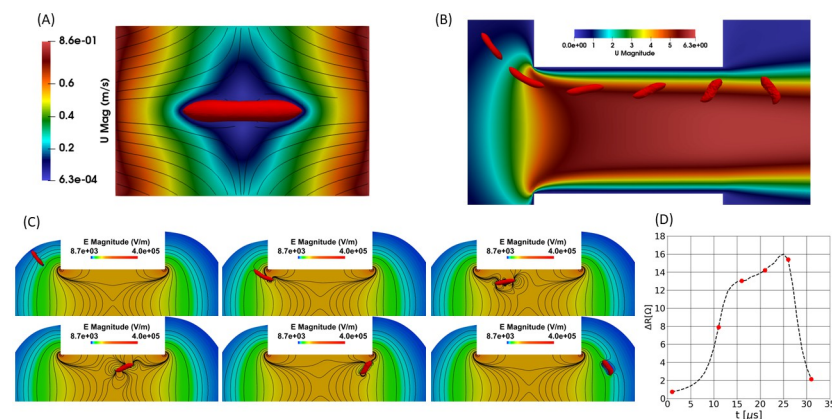 (A)
8.6e-01
0.6
0.4
0.2
6.3e-04
U Mag (m/s)
(B)
0.0e+00 1 2 3 4 5 6.3e+00
U Magnitude
(C)
E Magnitude (V/m)
8.7e+03 4.0e+05
E Magnitude (V/m)
8.7e+03 4.0e+05
E Magnitude (V/m)
8.7e+03 4.0e+05
E Magnitude (V/m)
8.7e+03 4.0e+05
E Magnitude (V/m)
8.7e+03 4.0e+05
E Magnitude (V/m)
8.7e+03 4.0e+05
(D)
18
16
14
12
10
8
6
4
2
0
ΔR[Ω]
0 5 10 15 20 25 30 35
t [μs]